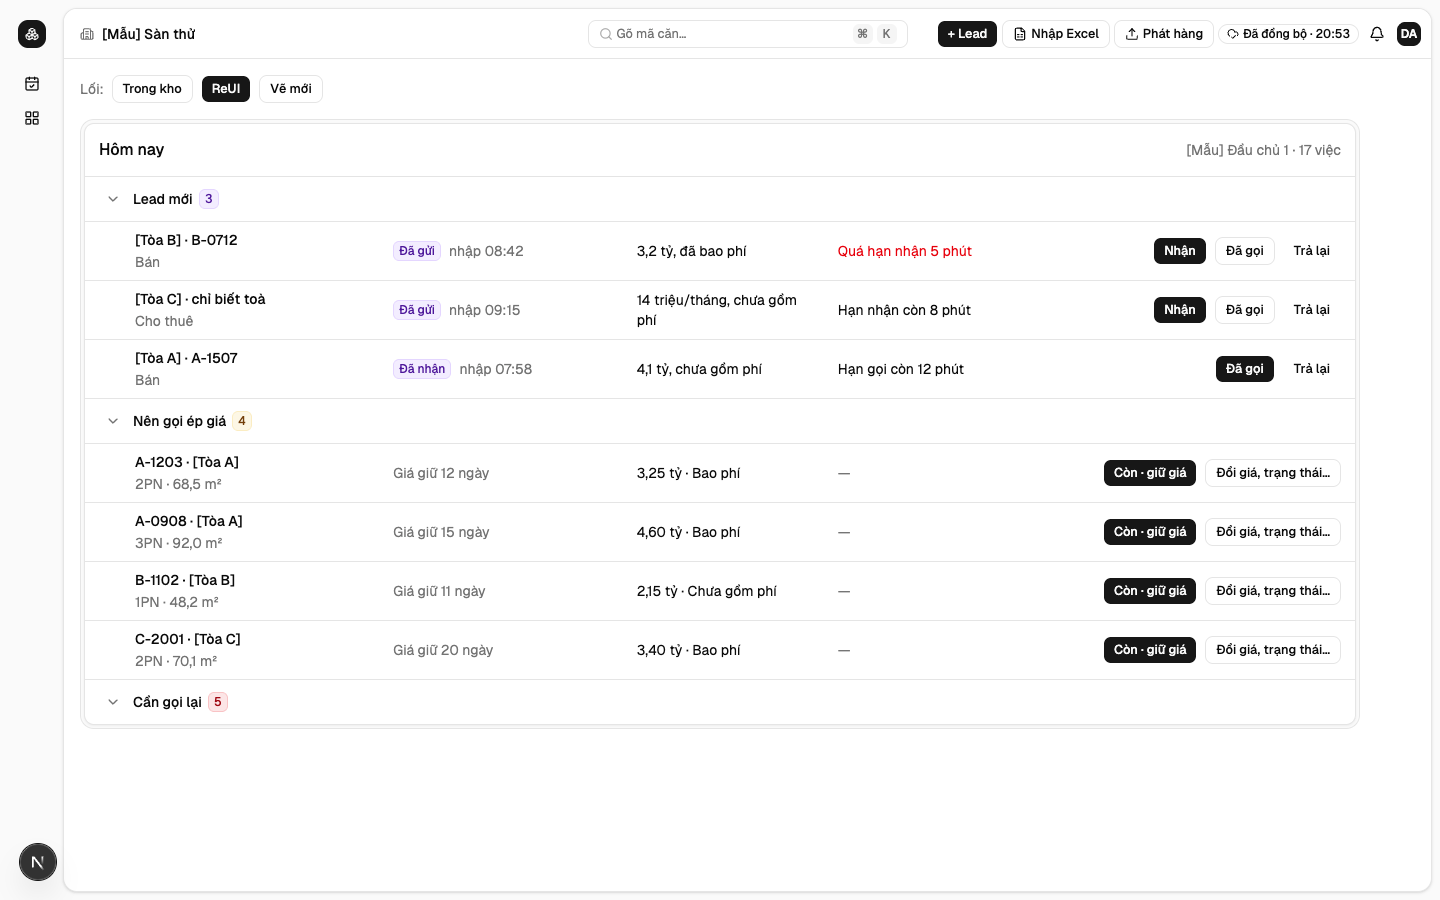 [Mẫu] Sàn thử
Gõ mã căn...
⌘ K
+ Lead
Nhập Excel
Phát hàng
Đã đồng bộ · 20:53
DA
Lối:
Trong kho
ReUI
Vẽ mới
Hôm nay
[Mẫu] Đầu chủ 1 · 17 việc
Lead mới 3
[Tòa B] · B-0712
Bán
Đã gửi nhập 08:42
3,2 tỷ, đã bao phí
Quá hạn nhận 5 phút
Nhận
Đã gọi
Trả lại
[Tòa C] · chỉ biết toà
Cho thuê
Đã gửi nhập 09:15
14 triệu/tháng, chưa gồm
phí
Hạn nhận còn 8 phút
Nhận
Đã gọi
Trả lại
[Tòa A] · A-1507
Bán
Đã nhận nhập 07:58
4,1 tỷ, chưa gồm phí
Hạn gọi còn 12 phút
Đã gọi
Trả lại
Nên gọi ép giá 4
A-1203 · [Tòa A]
2PN · 68,5 m²
Giá giữ 12 ngày
3,25 tỷ · Bao phí
—
Còn · giữ giá
Đổi giá, trạng thái...
A-0908 · [Tòa A]
3PN · 92,0 m²
Giá giữ 15 ngày
4,60 tỷ · Bao phí
—
Còn · giữ giá
Đổi giá, trạng thái...
B-1102 · [Tòa B]
1PN · 48,2 m²
Giá giữ 11 ngày
2,15 tỷ · Chưa gồm phí
—
Còn · giữ giá
Đổi giá, trạng thái...
C-2001 · [Tòa C]
2PN · 70,1 m²
Giá giữ 20 ngày
3,40 tỷ · Bao phí
—
Còn · giữ giá
Đổi giá, trạng thái...
Cần gọi lại 5
N